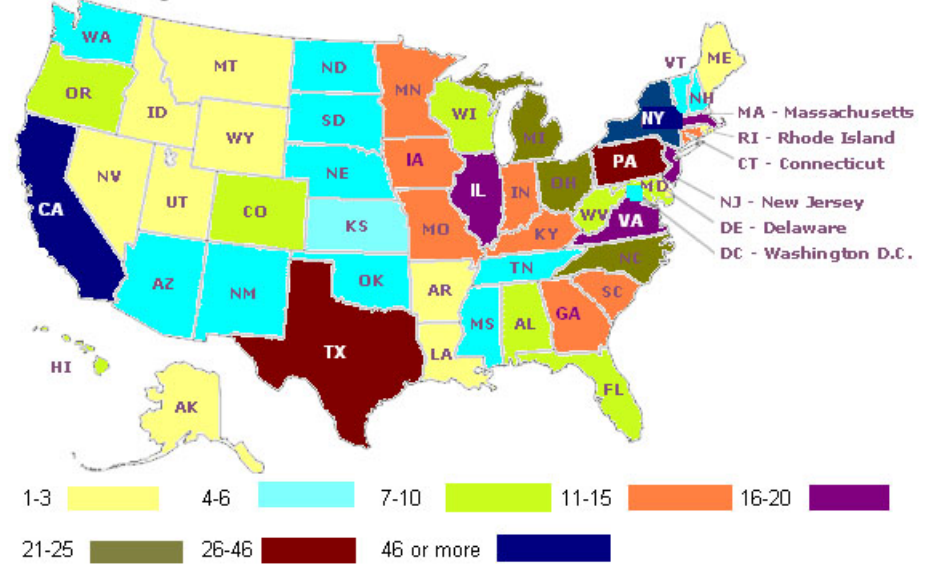 WA
MT
ND
MN
ME
VT
NH
OR
ID
WY
SD
WI
MI
NY
MA - Massachusetts
RI - Rhode Island
CT - Connecticut
NV
UT
CO
NE
IA
IL
IN
OH
PA
MD
NJ - New Jersey
DE - Delaware
DC - Washington D.C.
CA
KS
MO
KY
WV
VA
AZ
NM
OK
AR
TN
NC
SC
TX
LA
MS
AL
GA
FL
HI
AK
1-3 4-6 7-10 11-15 16-20
21-25 26-46 46 or more